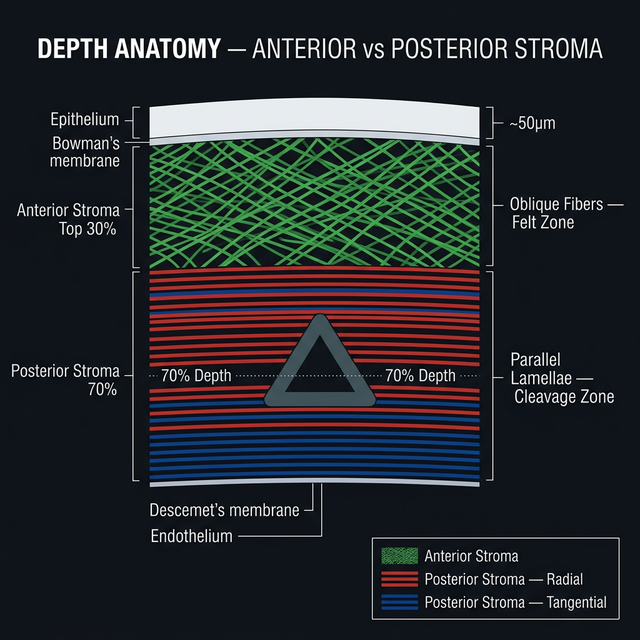 DEPTH ANATOMY — ANTERIOR vs POSTERIOR STROMA
Epithelium
Bowman's
membrane
Anterior Stroma
Top 30%
Posterior Stroma
70%
~50µm
Oblique Fibers —
Felt Zone
70% Depth
70% Depth
Parallel
Lamellae —
Cleavage Zone
Descemet's membrane
Endothelium
Anterior Stroma
Posterior Stroma — Radial
Posterior Stroma — Tangential